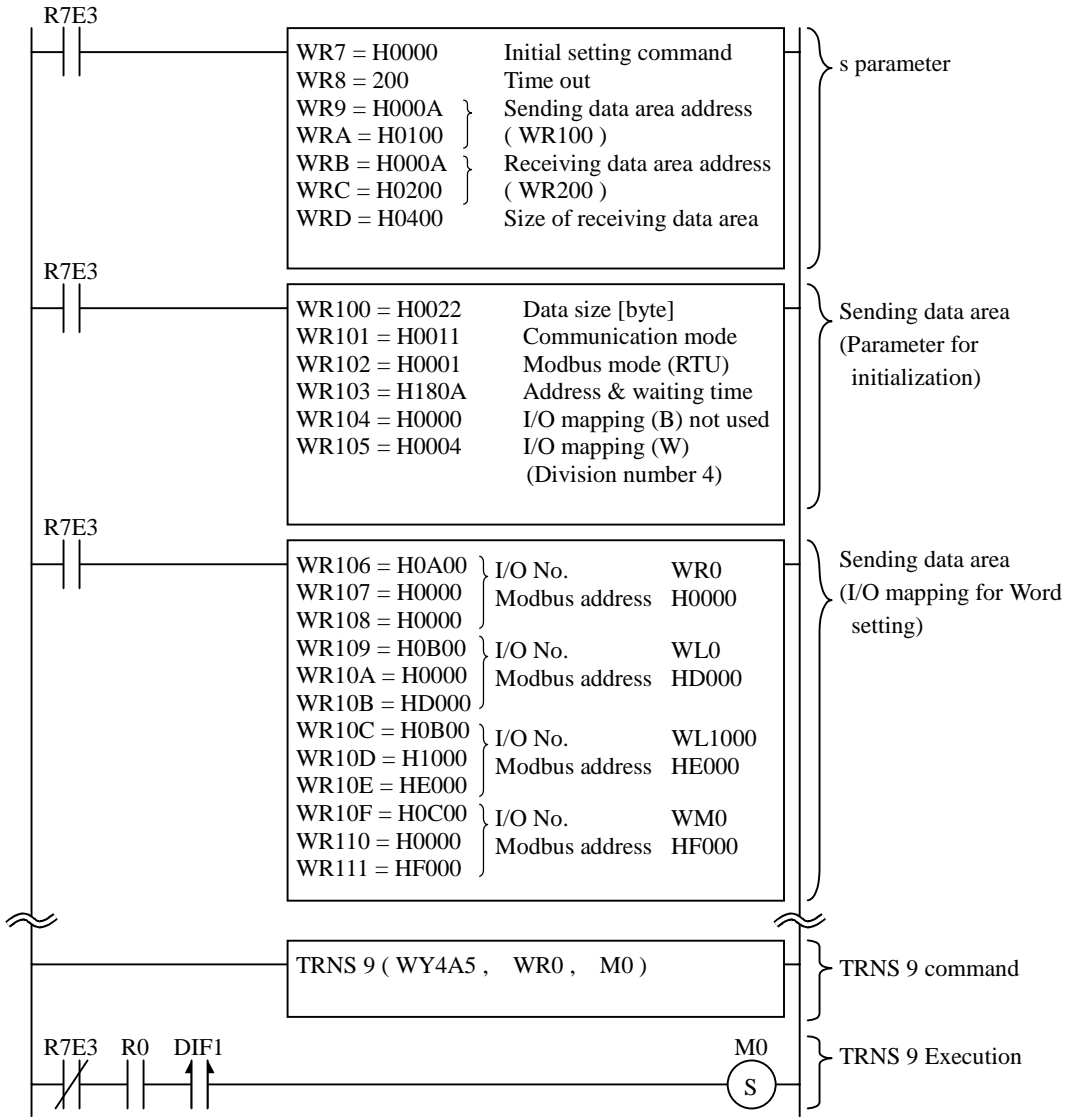 R7E3
WR7 = H0000 Initial setting command
WR8 = 200 Time out
WR9 = H000A Sending data area address
WRA = H0100 ( WR100 )
WRB = H000A Receiving data area address
WRC = H0200 ( WR200 )
WRD = H0400 Size of receiving data area
s parameter
R7E3
WR100 = H0022 Data size [byte]
WR101 = H0011 Communication mode
WR102 = H0001 Modbus mode (RTU)
WR103 = H180A Address & waiting time
WR104 = H0000 I/O mapping (B) not used
WR105 = H0004 I/O mapping (W)
(Division number 4)
Sending data area
(Parameter for
initialization)
R7E3
WR106 = H0A00 I/O No. WR0
WR107 = H0000 Modbus address H0000
WR108 = H0000
WR109 = H0B00 I/O No. WL0
WR10A = H0000 Modbus address HD000
WR10B = HD000
WR10C = H0B00 I/O No. WL1000
WR10D = H1000 Modbus address HE000
WR10E = HE000
WR10F = H0C00 I/O No. WM0
WR110 = H0000 Modbus address HF000
WR111 = HF000
Sending data area
(I/O mapping for Word
setting)
TRNS 9 ( WY4A5 , WR0 , M0 )
TRNS 9 command
R7E3 R0 DIF1 M0
S
TRNS 9 Execution